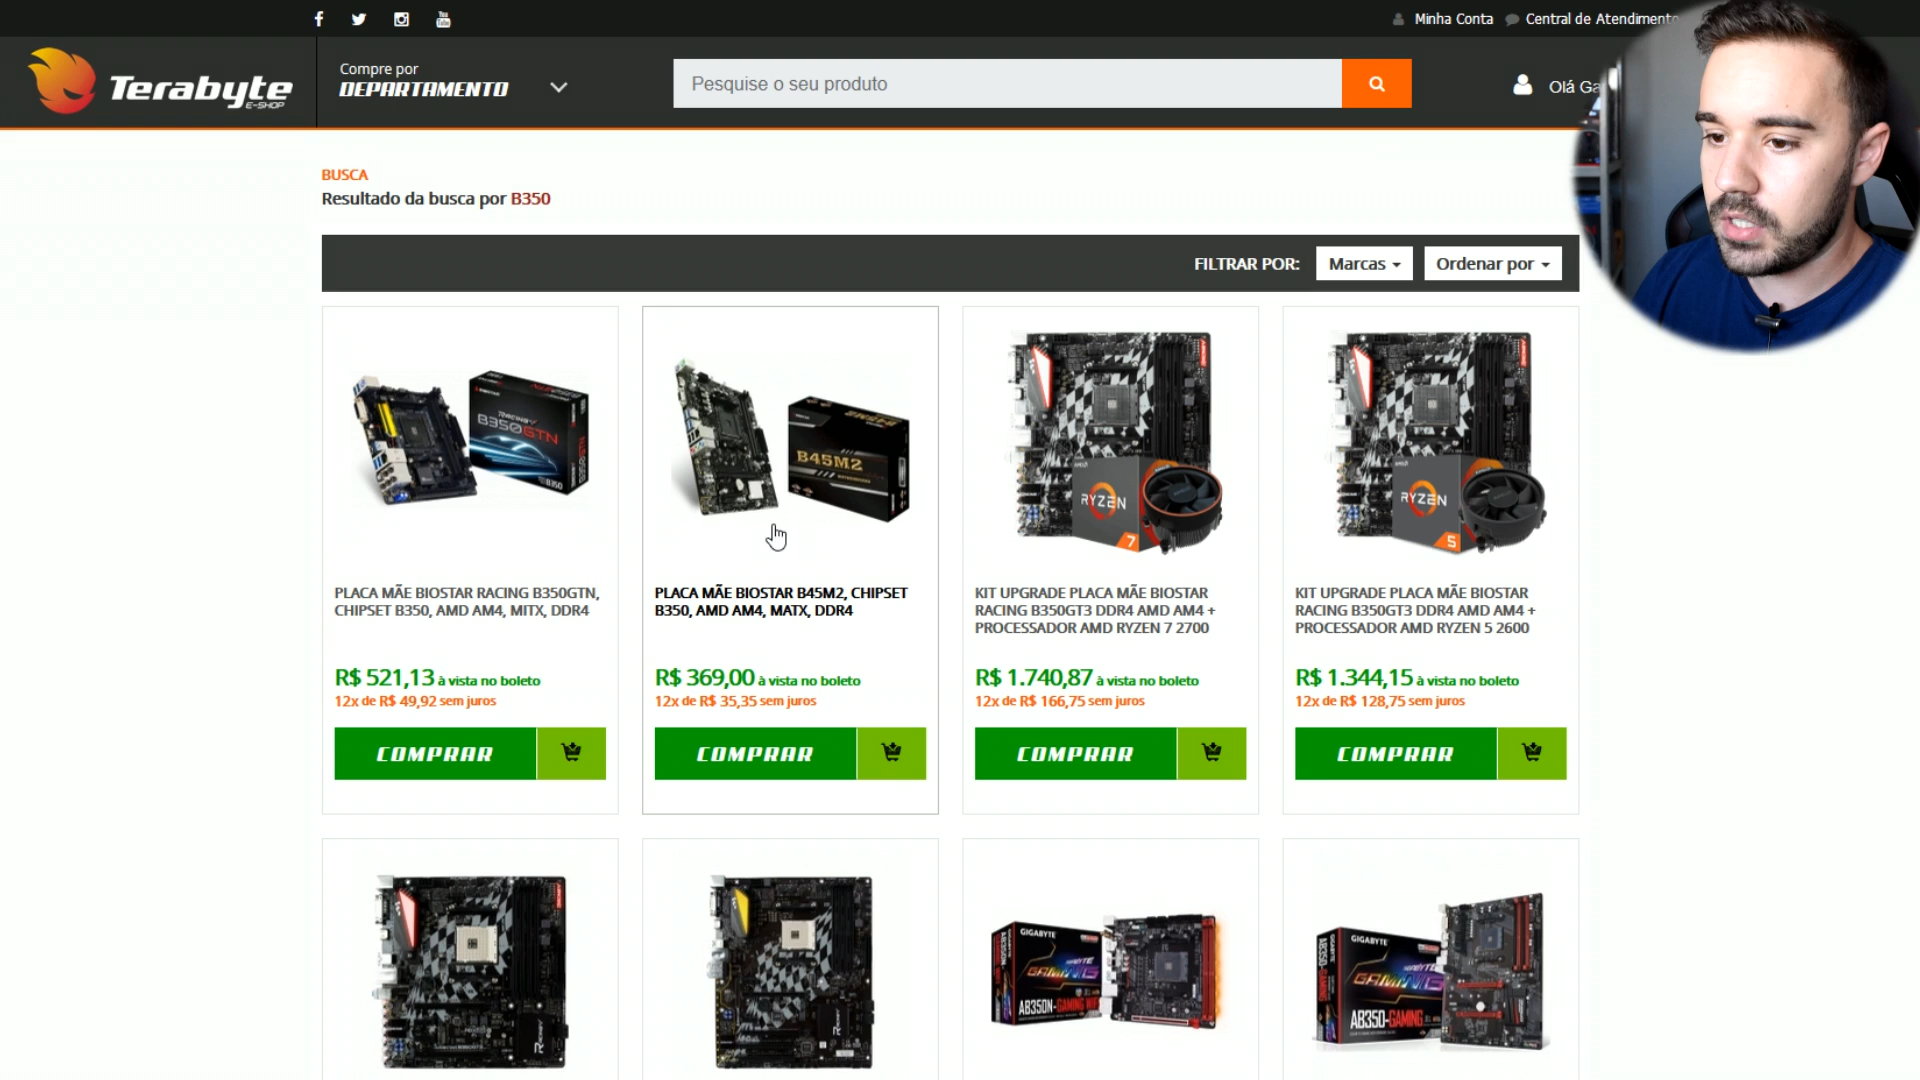 Minha Conta
Central de Atendimento
Terabyte
E-SHOP
Compre por
DEPARTAMENTO
Pesquise o seu produto
Olá Ga
BUSCA
Resultado da busca por B350
FILTRAR POR:
Marcas
Ordenar por
B350GTN
B350
B45M2
RYZEN
7
RYZEN
5
PLACA MÃE BIOSTAR RACING B350GTN,
CHIPSET B350, AMD AM4, MITX, DDR4
PLACA MÃE BIOSTAR B45M2, CHIPSET
B350, AMD AM4, MATX, DDR4
KIT UPGRADE PLACA MÃE BIOSTAR
RACING B350GT3 DDR4 AMD AM4 +
PROCESSADOR AMD RYZEN 7 2700
KIT UPGRADE PLACA MÃE BIOSTAR
RACING B350GT3 DDR4 AMD AM4 +
PROCESSADOR AMD RYZEN 5 2600
R$ 521,13 à vista no boleto
12x de R$ 49,92 sem juros
R$ 369,00 à vista no boleto
12x de R$ 35,35 sem juros
R$ 1.740,87 à vista no boleto
12x de R$ 166,75 sem juros
R$ 1.344,15 à vista no boleto
12x de R$ 128,75 sem juros
COMPRAR
COMPRAR
COMPRAR
COMPRAR
GIGABYTE
GAMING
AB350N-GAMING WIFI
GIGABYTE
GAMING
AB350-GAMING